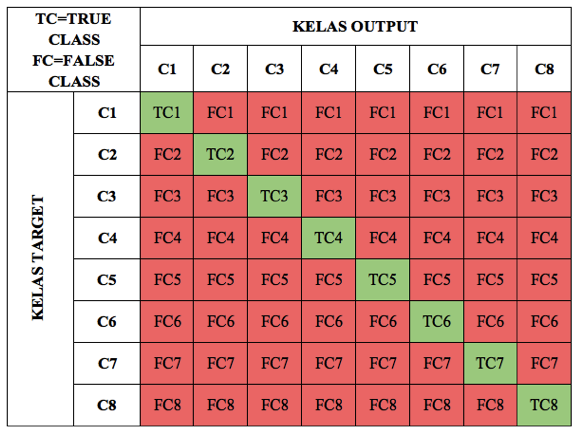 TC=TRUE
CLASS
FC=FALSE
CLASS
KELAS OUTPUT
C1 C2 C3 C4 C5 C6 C7 C8
KELAS TARGET
C1 TC1 FC1 FC1 FC1 FC1 FC1 FC1 FC1
C2 FC2 TC2 FC2 FC2 FC2 FC2 FC2 FC2
C3 FC3 FC3 TC3 FC3 FC3 FC3 FC3 FC3
C4 FC4 FC4 FC4 TC4 FC4 FC4 FC4 FC4
C5 FC5 FC5 FC5 FC5 TC5 FC5 FC5 FC5
C6 FC6 FC6 FC6 FC6 FC6 TC6 FC6 FC6
C7 FC7 FC7 FC7 FC7 FC7 FC7 TC7 FC7
C8 FC8 FC8 FC8 FC8 FC8 FC8 FC8 TC8